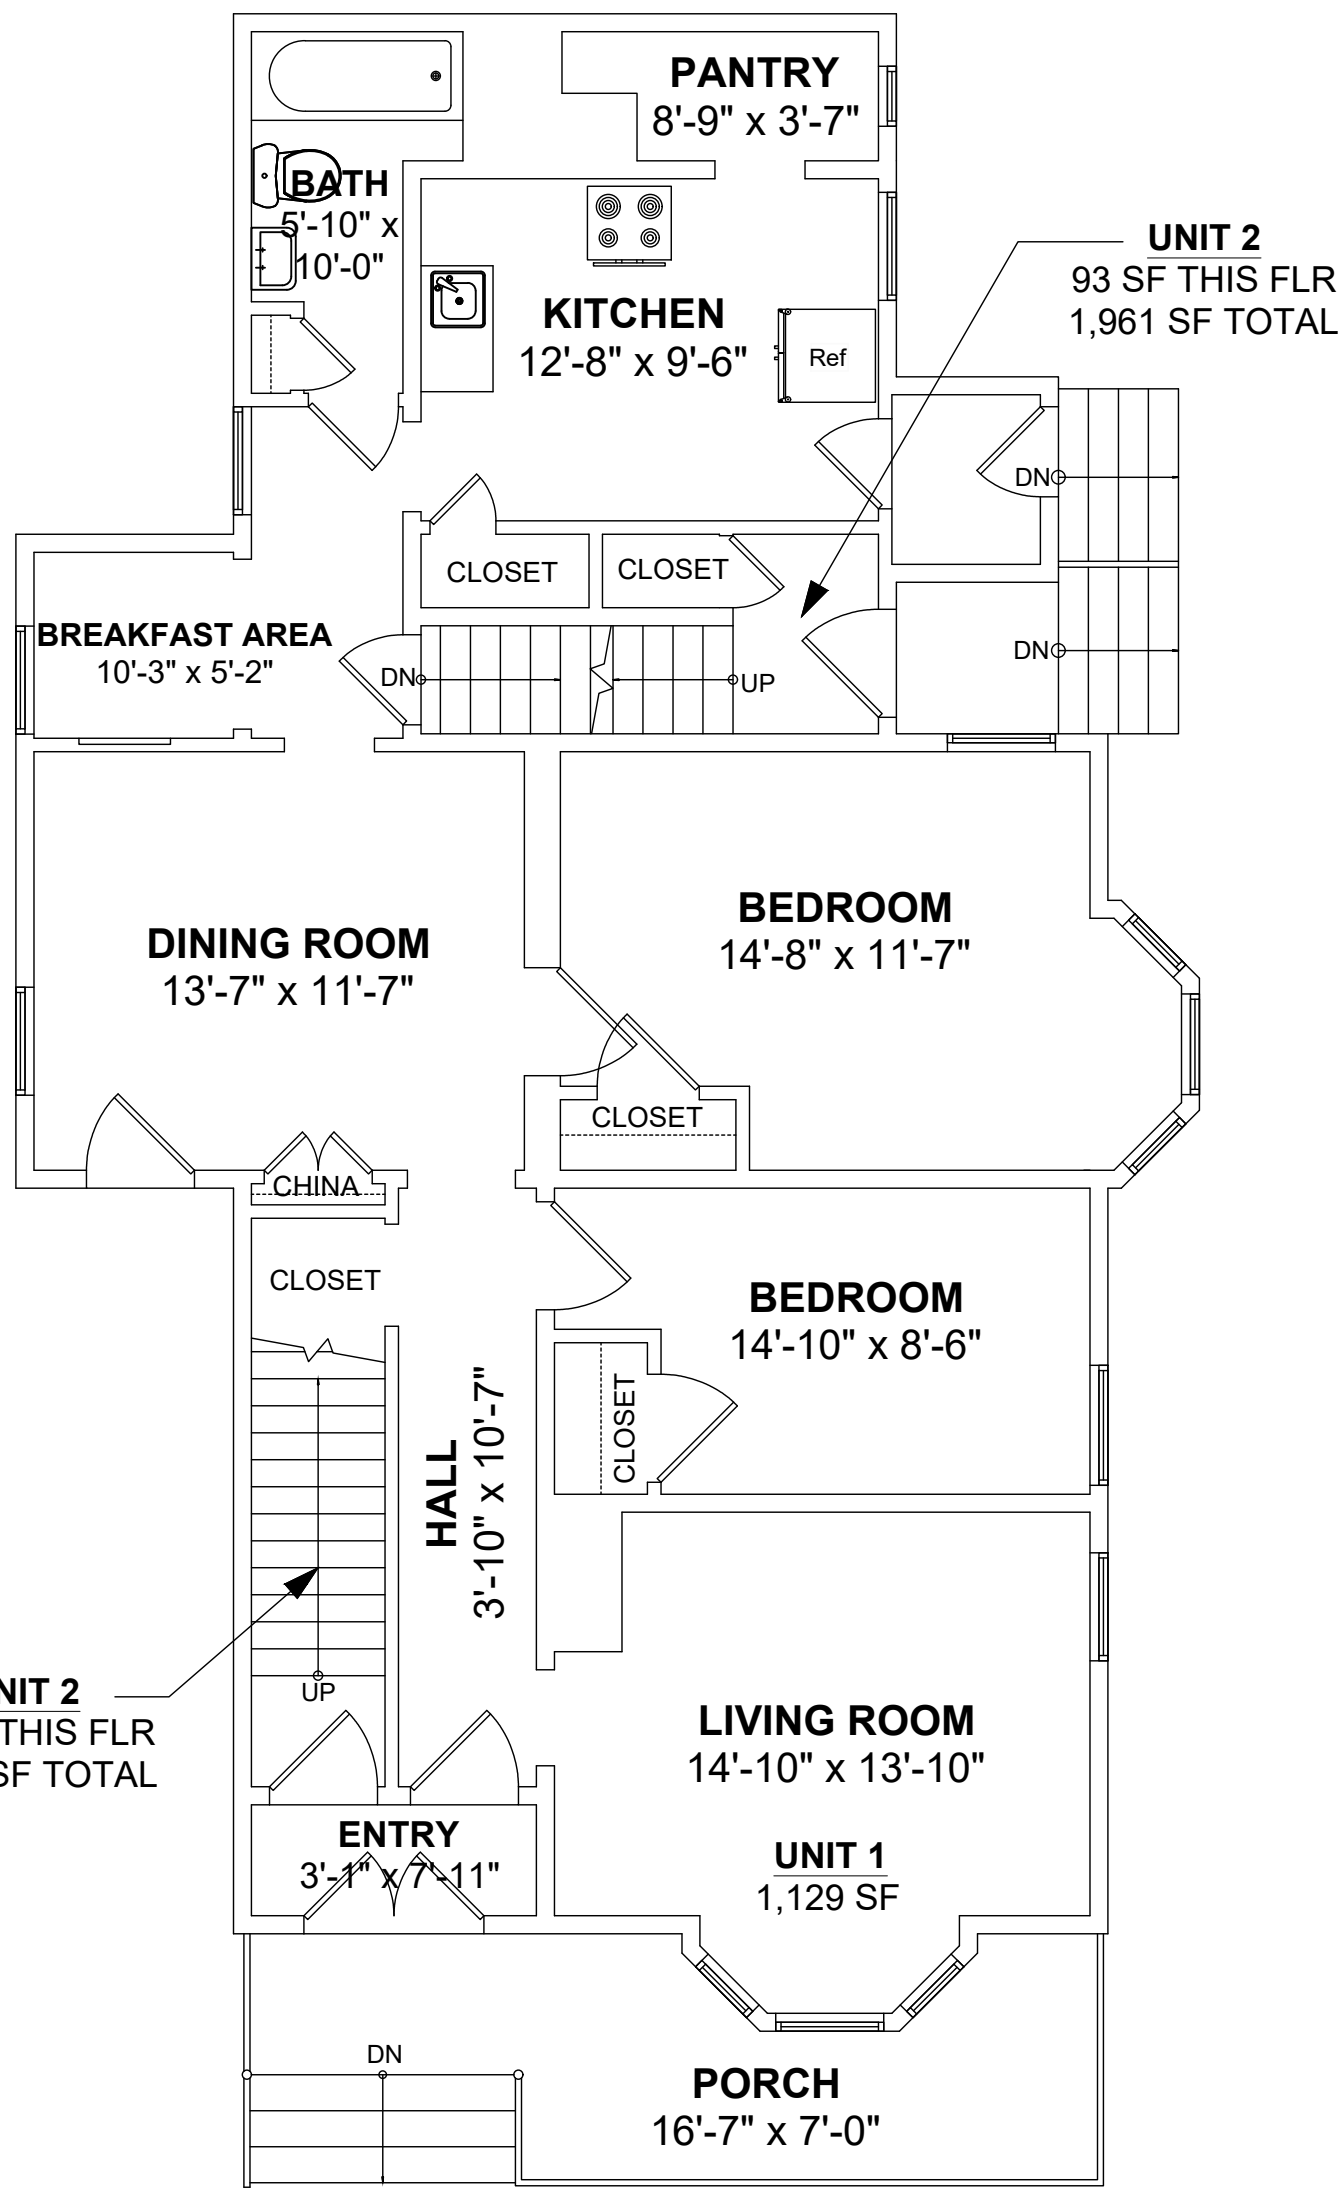 PANTRY
8'-9" x 3'-7"
BATH
5'-10" x
10'-0"
UNIT 2
93 SF THIS FLR
1,961 SF TOTAL
KITCHEN
12'-8" x 9'-6"
Ref
DN
CLOSET
CLOSET
BREAKFAST AREA
10'-3" x 5'-2"
DN
UP
DN
BEDROOM
14'-8" x 11'-7"
DINING ROOM
13'-7" x 11'-7"
CLOSET
CHINA
CLOSET
BEDROOM
14'-10" x 8'-6"
CLOSET
HALL
3'-10" x 10'-7"
NIT 2
THIS FLR
SF TOTAL
UP
LIVING ROOM
14'-10" x 13'-10"
ENTRY
3'-1" x 7'-11"
UNIT 1
1,129 SF
DN
PORCH
16'-7" x 7'-0"